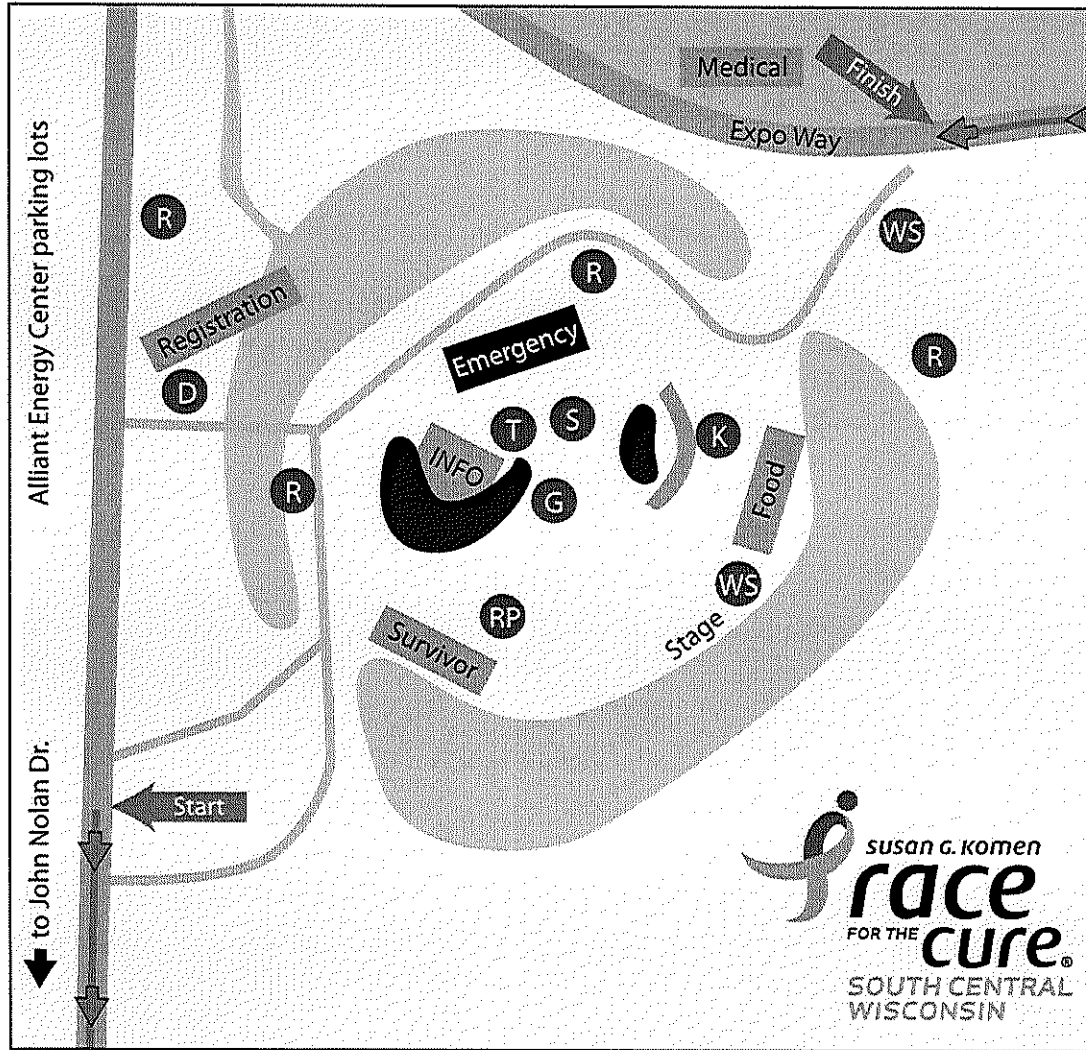 Medical
Finish
Expo Way
Alliant Energy Center parking lots
R
WS
R
Registration
Emergency
R
D
T
S
K
INFO
R
G
Food
WS
RP
Stage
Survivor
to John Nolan Dr.
Start
SUSAN G. KOMEN
race
FOR THE cure®
SOUTH CENTRAL
WISCONSIN